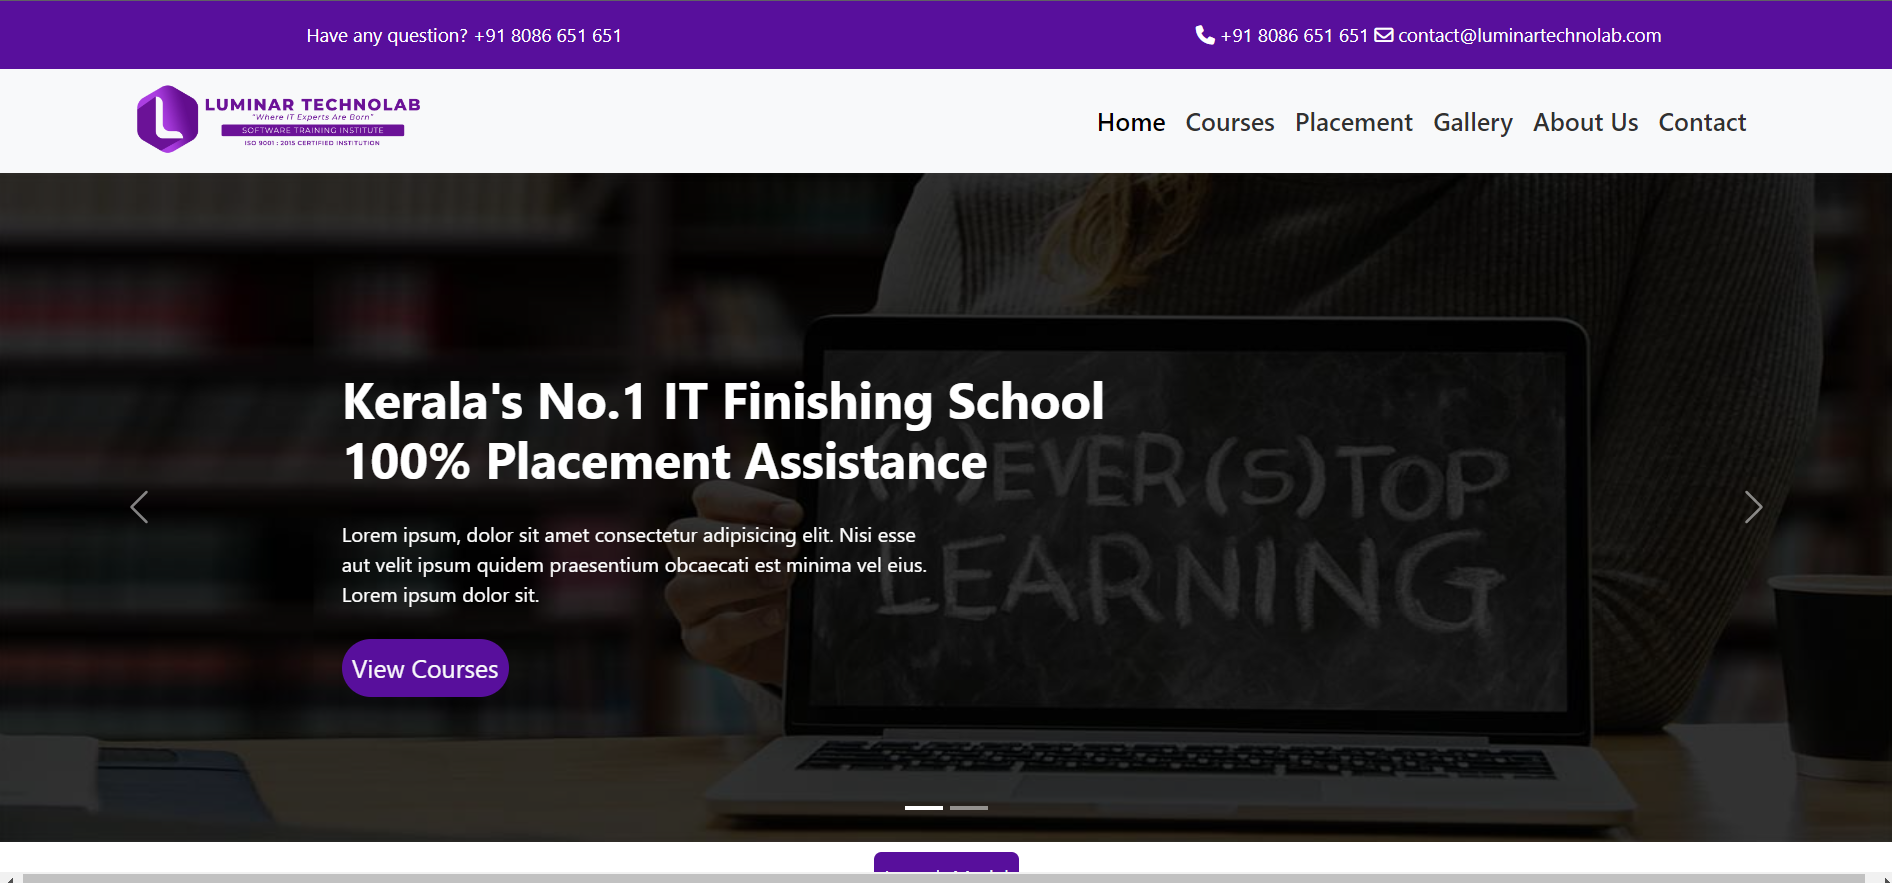 Have any question? +91 8086 651 651
+91 8086 651 651 contact@luminartechnolab.com
LUMINAR TECHNOLAB
"Where IT Experts Are Born"
SOFTWARE TRAINING INSTITUTE
ISO 9001 : 2015 CERTIFIED INSTITUTION
Home Courses Placement Gallery About Us Contact
Kerala's No.1 IT Finishing School
100% Placement Assistance
(N)EVER (S)TOP
LEARNING
Lorem ipsum, dolor sit amet consectetur adipisicing elit. Nisi esse
aut velit ipsum quidem praesentium obcaecati est minima vel eius.
Lorem ipsum dolor sit.
View Courses